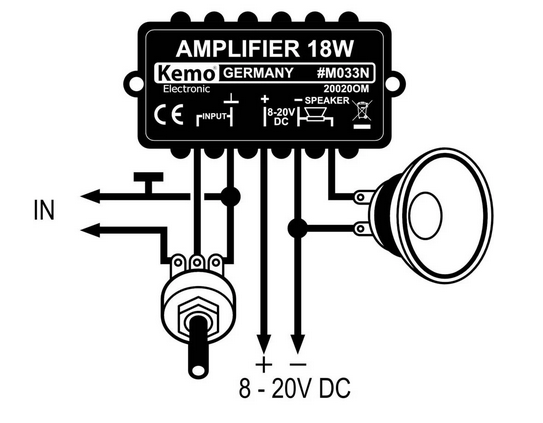 AMPLIFIER 18W
Kemo GERMANY #M033N
Electronic 20020OM
+ – SPEAKER
CE INPUT 8-20V
DC
IN
+ –
8 - 20V DC